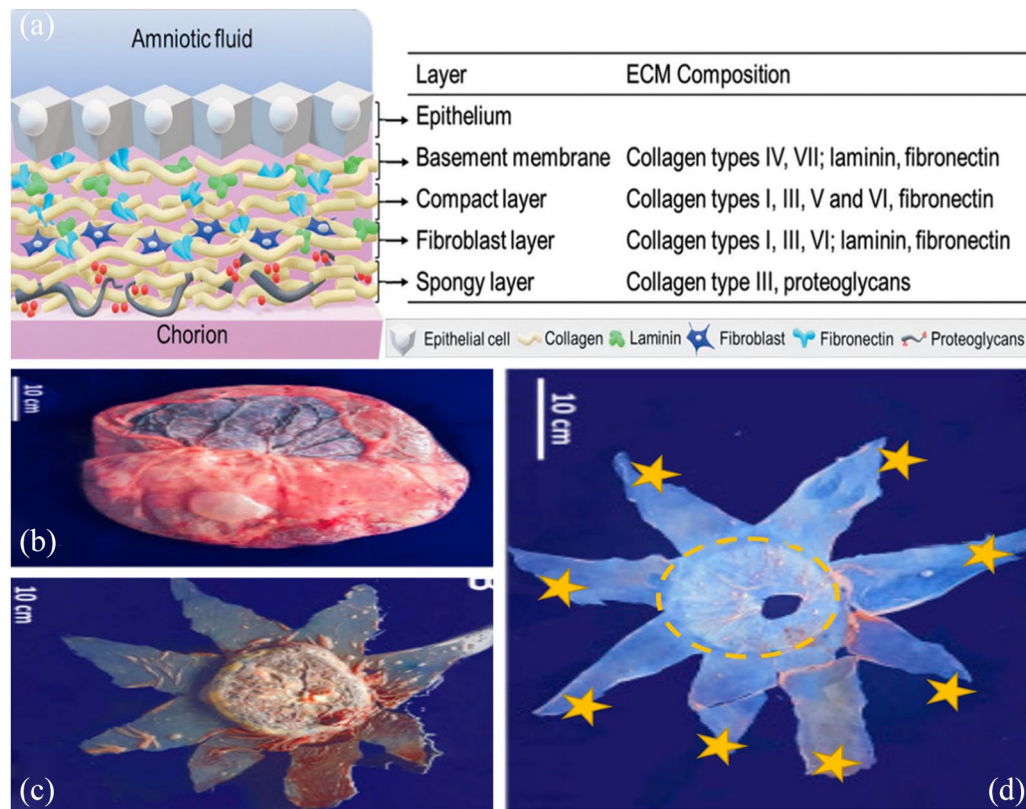 (a)
Amniotic fluid
Chorion
Layer ECM Composition
Epithelium
Basement membrane Collagen types IV, VII; laminin, fibronectin
Compact layer Collagen types I, III, V and VI, fibronectin
Fibroblast layer Collagen types I, III, VI; laminin, fibronectin
Spongy layer Collagen type III, proteoglycans
Epithelial cell Collagen Laminin Fibroblast Fibronectin Proteoglycans
10 cm
(b)
10 cm
(c)
10 cm
(d)